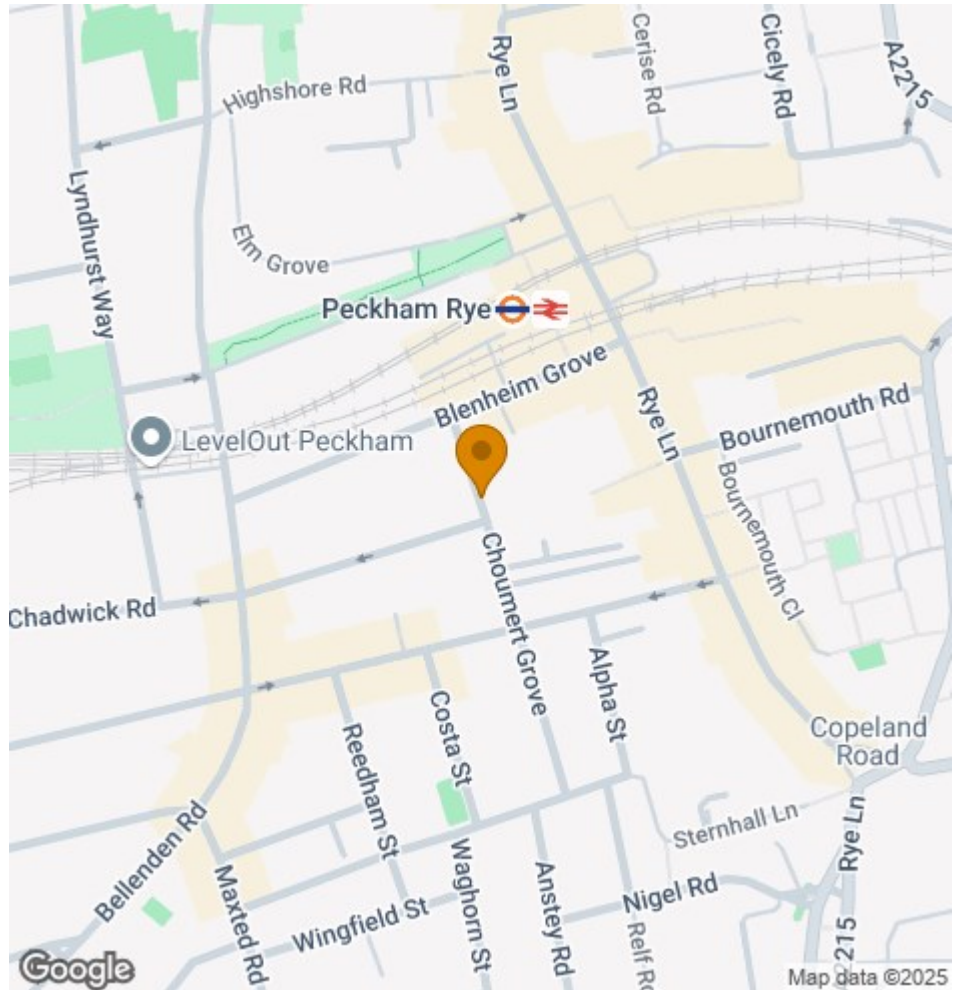 Rye Ln
Cerise Rd
Cicely Rd
A2215
Highshore Rd
Lyndhurst Way
Elm Grove
Peckham Rye
Blenheim Grove
Rye Ln
Bournemouth Rd
LevelOut Peckham
Bournemouth Cl
Choumert Grove
Chadwick Rd
Alpha St
Costa St
Copeland
Road
Reedham St
Sternhall Ln
Bellenden Rd
Maxted Rd
Waghorn St
Anstey Rd
Nigel Rd
Rye Ln
Wingfield St
Relf
2215
Google
Map data ©2025